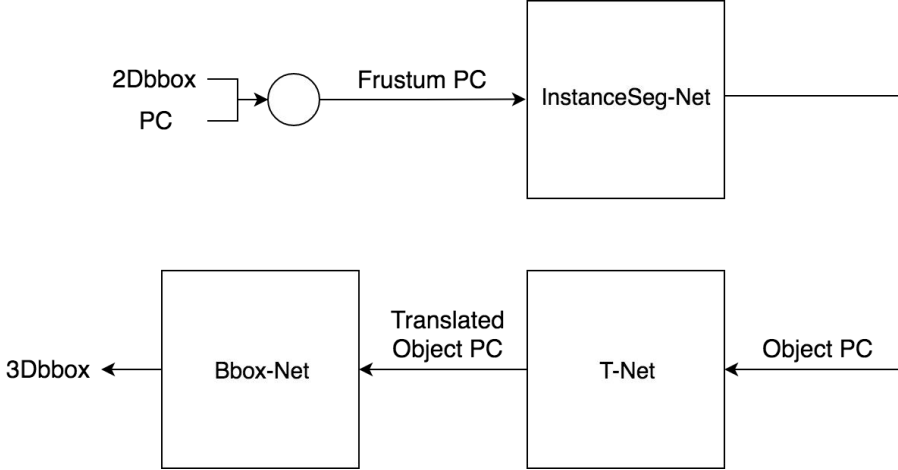 2Dbbox
PC
Frustum PC
InstanceSeg-Net
3Dbbox
Bbox-Net
Translated
Object PC
T-Net
Object PC